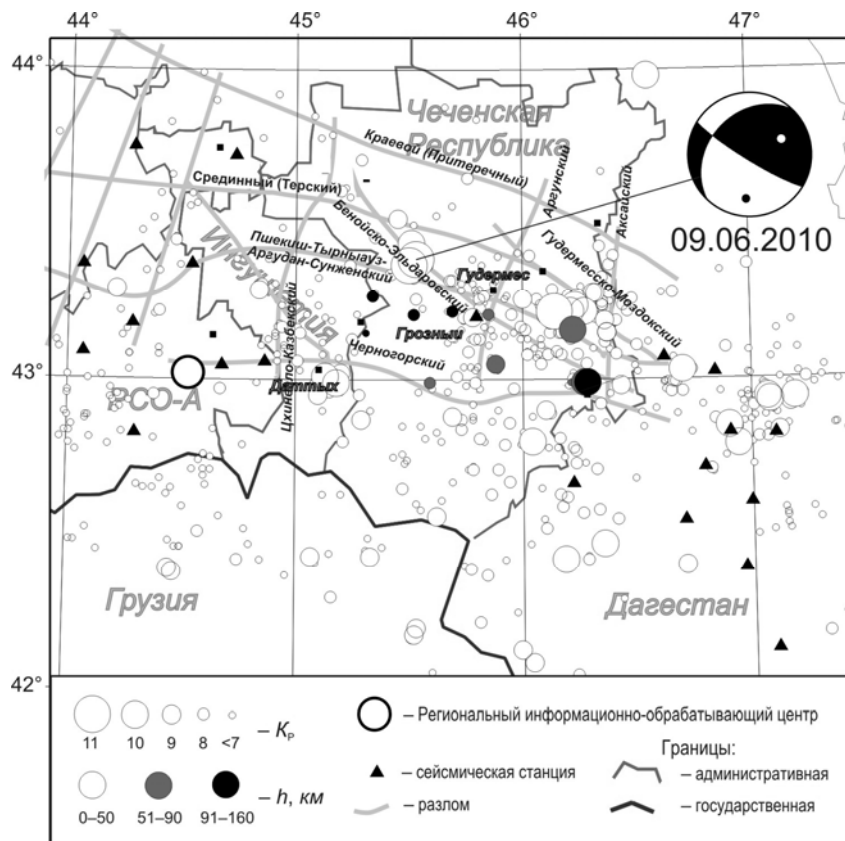 44° 45° 46° 47°
44°
Чеченская
Республика
Краевой (Притеречный)
Срединный (Терский)
Аргунский
Аксайский
09.06.2010
Бенойско-Эльдаровский
Пшекиш-Тырныауз-
Аргудан-Сунженский
Ингушетия
Гудермес
Гудермесско-Моздокский
Грозный
Черногорский
43°
Даттых
Цхинвало-Казбекский
РСО-А
Грузия
Дагестан
42°
11 10 9 8 <7 – Kр
– Региональный информационно-обрабатывающий центр
Границы:
0–50 51–90 91–160 – h, км
– сейсмическая станция
– административная
– разлом
– государственная